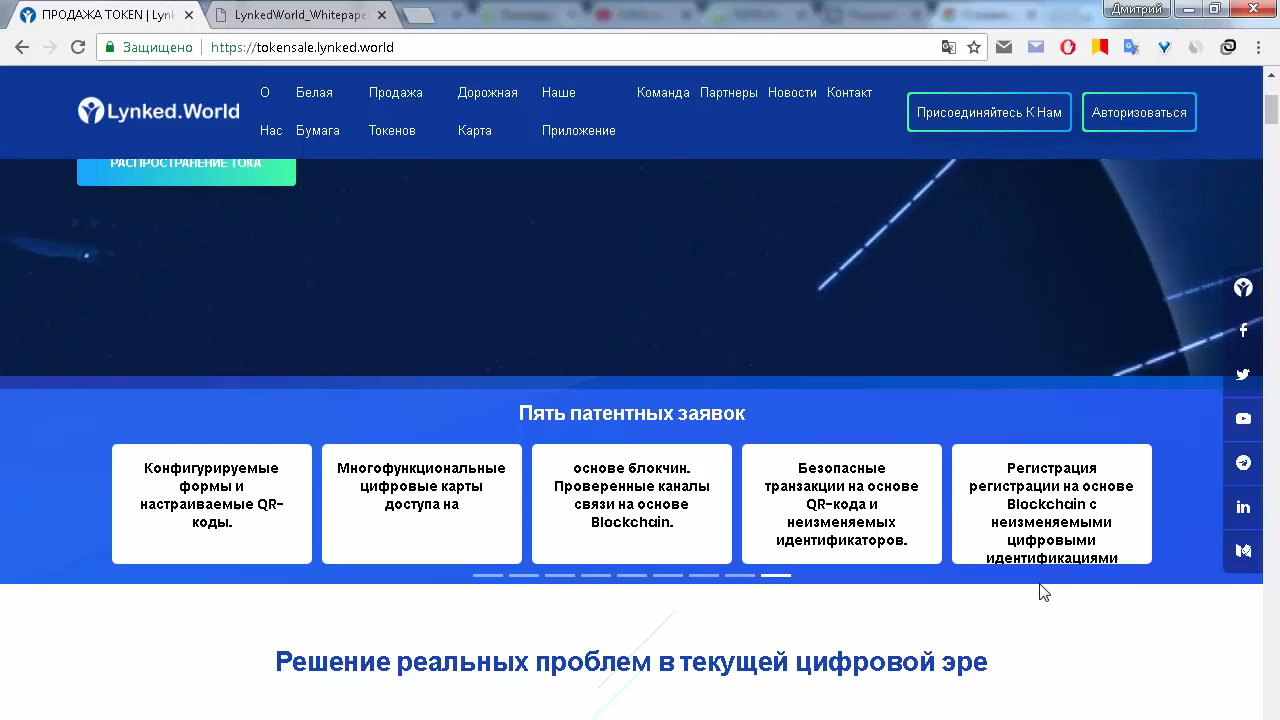 Дмитрий
ПРОДАЖА TOKEN | Lynk
LynkedWorld_Whitepape
Защищено
https://tokensale.lynked.world
Lynked.World
О Нас
Белая Бумага
Продажа Токенов
Дорожная Карта
Наше Приложение
Команда
Партнеры
Новости
Контакт
Присоединяйтесь К Нам
Авторизоваться
РАСПРОСТРАНЕНИЕ ТОКА
Пять патентных заявок
Конфигурируемые
формы и
настраиваемые QR-
коды.
Многофункциональные
цифровые карты
доступа на
основе блокчин.
Проверенные каналы
связи на основе
Blockchain.
Безопасные
транзакции на основе
QR-кода и
неизменяемых
идентификаторов.
Регистрация
регистрации на основе
Blockchain с
неизменяемыми
цифровыми
идентификациями
Решение реальных проблем в текущей цифровой эре